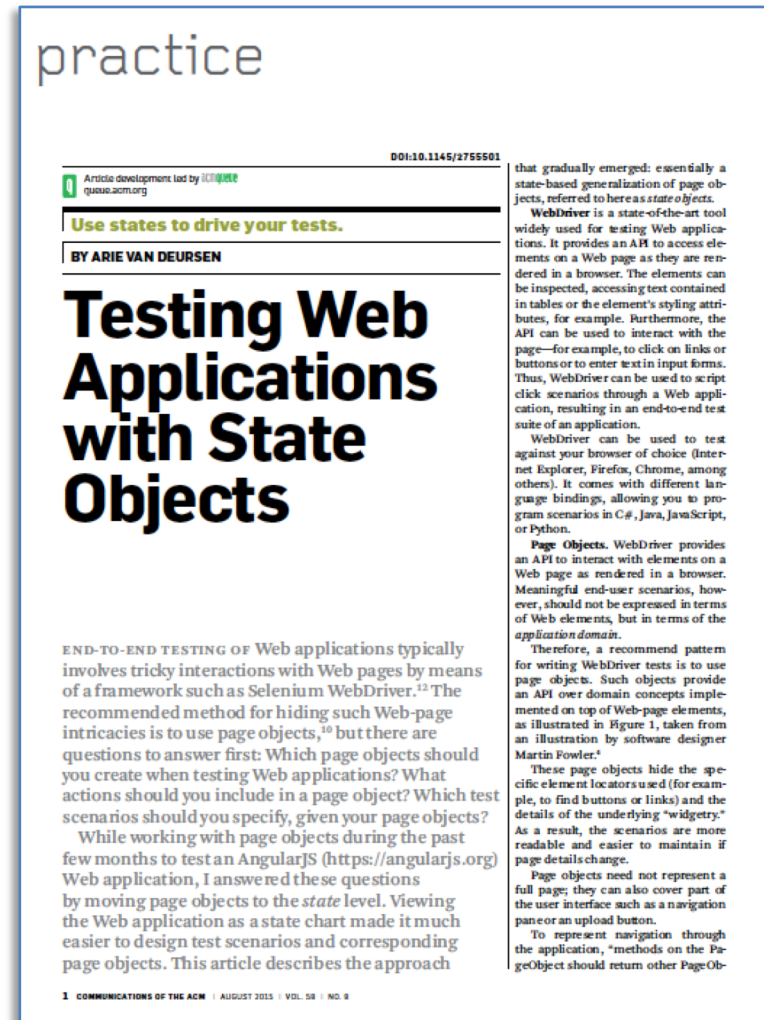 practice
DOI:10.1145/2755501
Article development led by acmqueue
queue.acm.org
Use states to drive your tests.
BY ARIE VAN DEURSEN
Testing Web
Applications
with State
Objects
END-TO-END TESTING OF Web applications typically
involves tricky interactions with Web pages by means
of a framework such as Selenium WebDriver.12 The
recommended method for hiding such Web-page
intricacies is to use page objects,10 but there are
questions to answer first: Which page objects should
you create when testing Web applications? What
actions should you include in a page object? Which test
scenarios should you specify, given your page objects?
While working with page objects during the past
few months to test an AngularJS (https://angularjs.org)
Web application, I answered these questions
by moving page objects to the state level. Viewing
the Web application as a state chart made it much
easier to design test scenarios and corresponding
page objects. This article describes the approach
that gradually emerged: essentially a
state-based generalization of page ob-
jects, referred to here as state objects.
WebDriver is a state-of-the-art tool
widely used for testing Web applica-
tions. It provides an API to access ele-
ments on a Web page as they are ren-
dered in a browser. The elements can
be inspected, accessing text contained
in tables or the element's styling attri-
butes, for example. Furthermore, the
API can be used to interact with the
page—for example, to click on links or
buttons or to enter text in input forms.
Thus, WebDriver can be used to script
click scenarios through a Web appli-
cation, resulting in an end-to-end test
suite of an application.
WebDriver can be used to test
against your browser of choice (Inter-
net Explorer, Firefox, Chrome, among
others). It comes with different lan-
guage bindings, allowing you to pro-
gram scenarios in C#, Java, JavaScript,
or Python.
Page Objects. WebDriver provides
an API to interact with elements on a
Web page as rendered in a browser.
Meaningful end-user scenarios, how-
ever, should not be expressed in terms
of Web elements, but in terms of the
application domain.
Therefore, a recommend pattern
for writing WebDriver tests is to use
page objects. Such objects provide
an API over domain concepts imple-
mented on top of Web-page elements,
as illustrated in Figure 1, taken from
an illustration by software designer
Martin Fowler.4
These page objects hide the spe-
cific element locators used (for exam-
ple, to find buttons or links) and the
details of the underlying "widgetry."
As a result, the scenarios are more
readable and easier to maintain if
page details change.
Page objects need not represent a
full page; they can also cover part of
the user interface such as a navigation
pane or an upload button.
To represent navigation through
the application, "methods on the Pa-
geObject should return other PageOb-
1 COMMUNICATIONS OF THE ACM | AUGUST 2015 | VOL. 58 | NO. 8